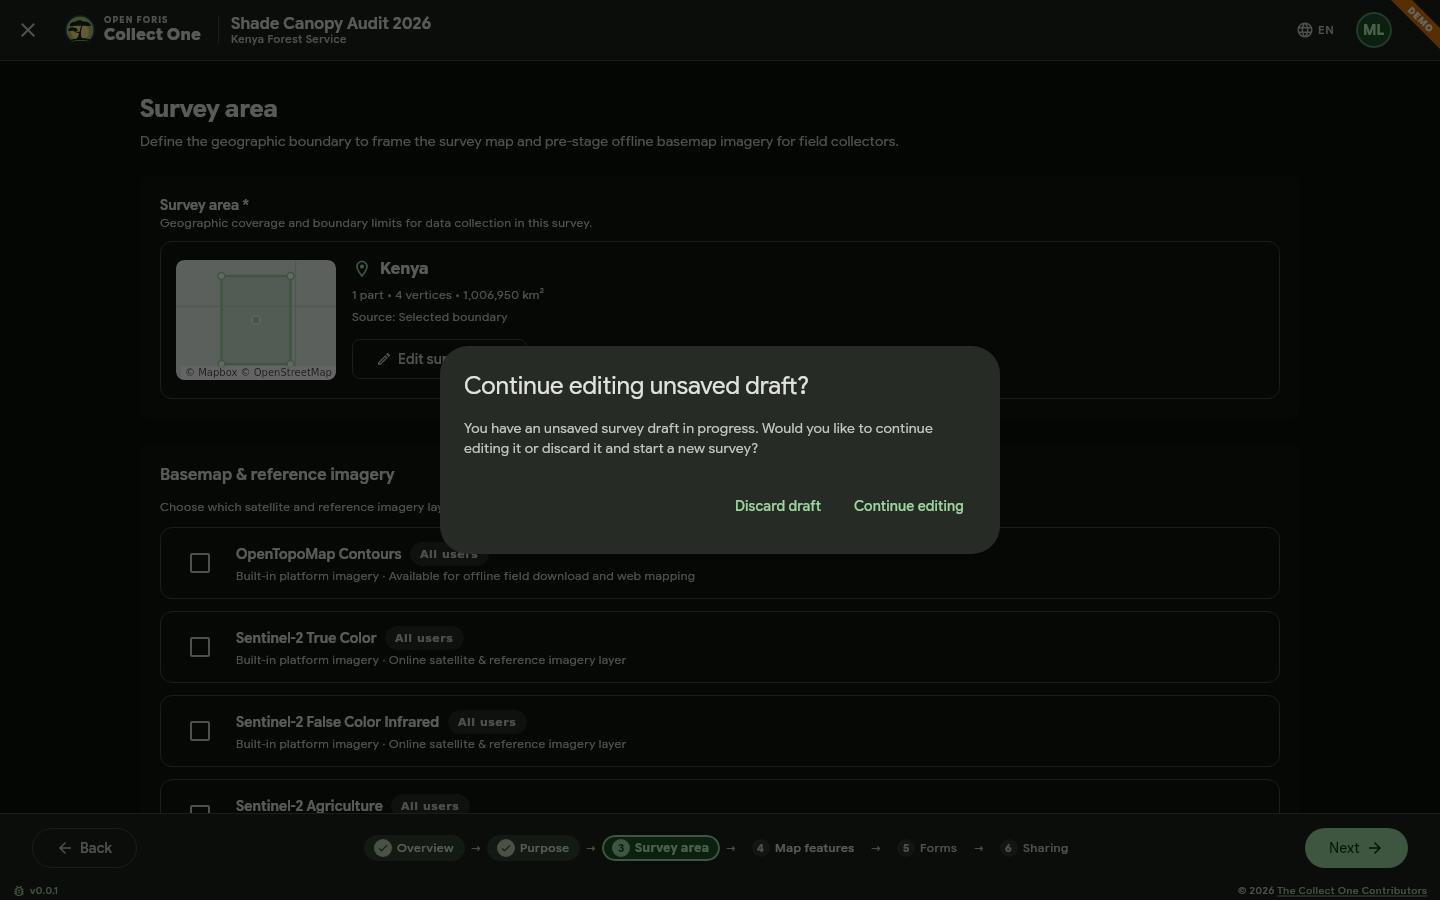 OPEN FORIS
Collect One
Shade Canopy Audit 2026
Kenya Forest Service
EN
ML
DEMO
Survey area
Define the geographic boundary to frame the survey map and pre-stage offline basemap imagery for field collectors.
Survey area *
Geographic coverage and boundary limits for data collection in this survey.
Kenya
1 part • 4 vertices • 1,006,950 km²
Source: Selected boundary
© Mapbox © OpenStreetMap
Edit sur
Continue editing unsaved draft?
You have an unsaved survey draft in progress. Would you like to continue
editing it or discard it and start a new survey?
Discard draft
Continue editing
Basemap & reference imagery
Choose which satellite and reference imagery lay
OpenTopoMap Contours
All users
Built-in platform imagery · Available for offline field download and web mapping
Sentinel-2 True Color
All users
Built-in platform imagery · Online satellite & reference imagery layer
Sentinel-2 False Color Infrared
All users
Built-in platform imagery · Online satellite & reference imagery layer
Sentinel-2 Agriculture
All users
Back
Overview → Purpose → 3 Survey area → 4 Map features → 5 Forms → 6 Sharing
Next →
v0.0.1
© 2026 The Collect One Contributors